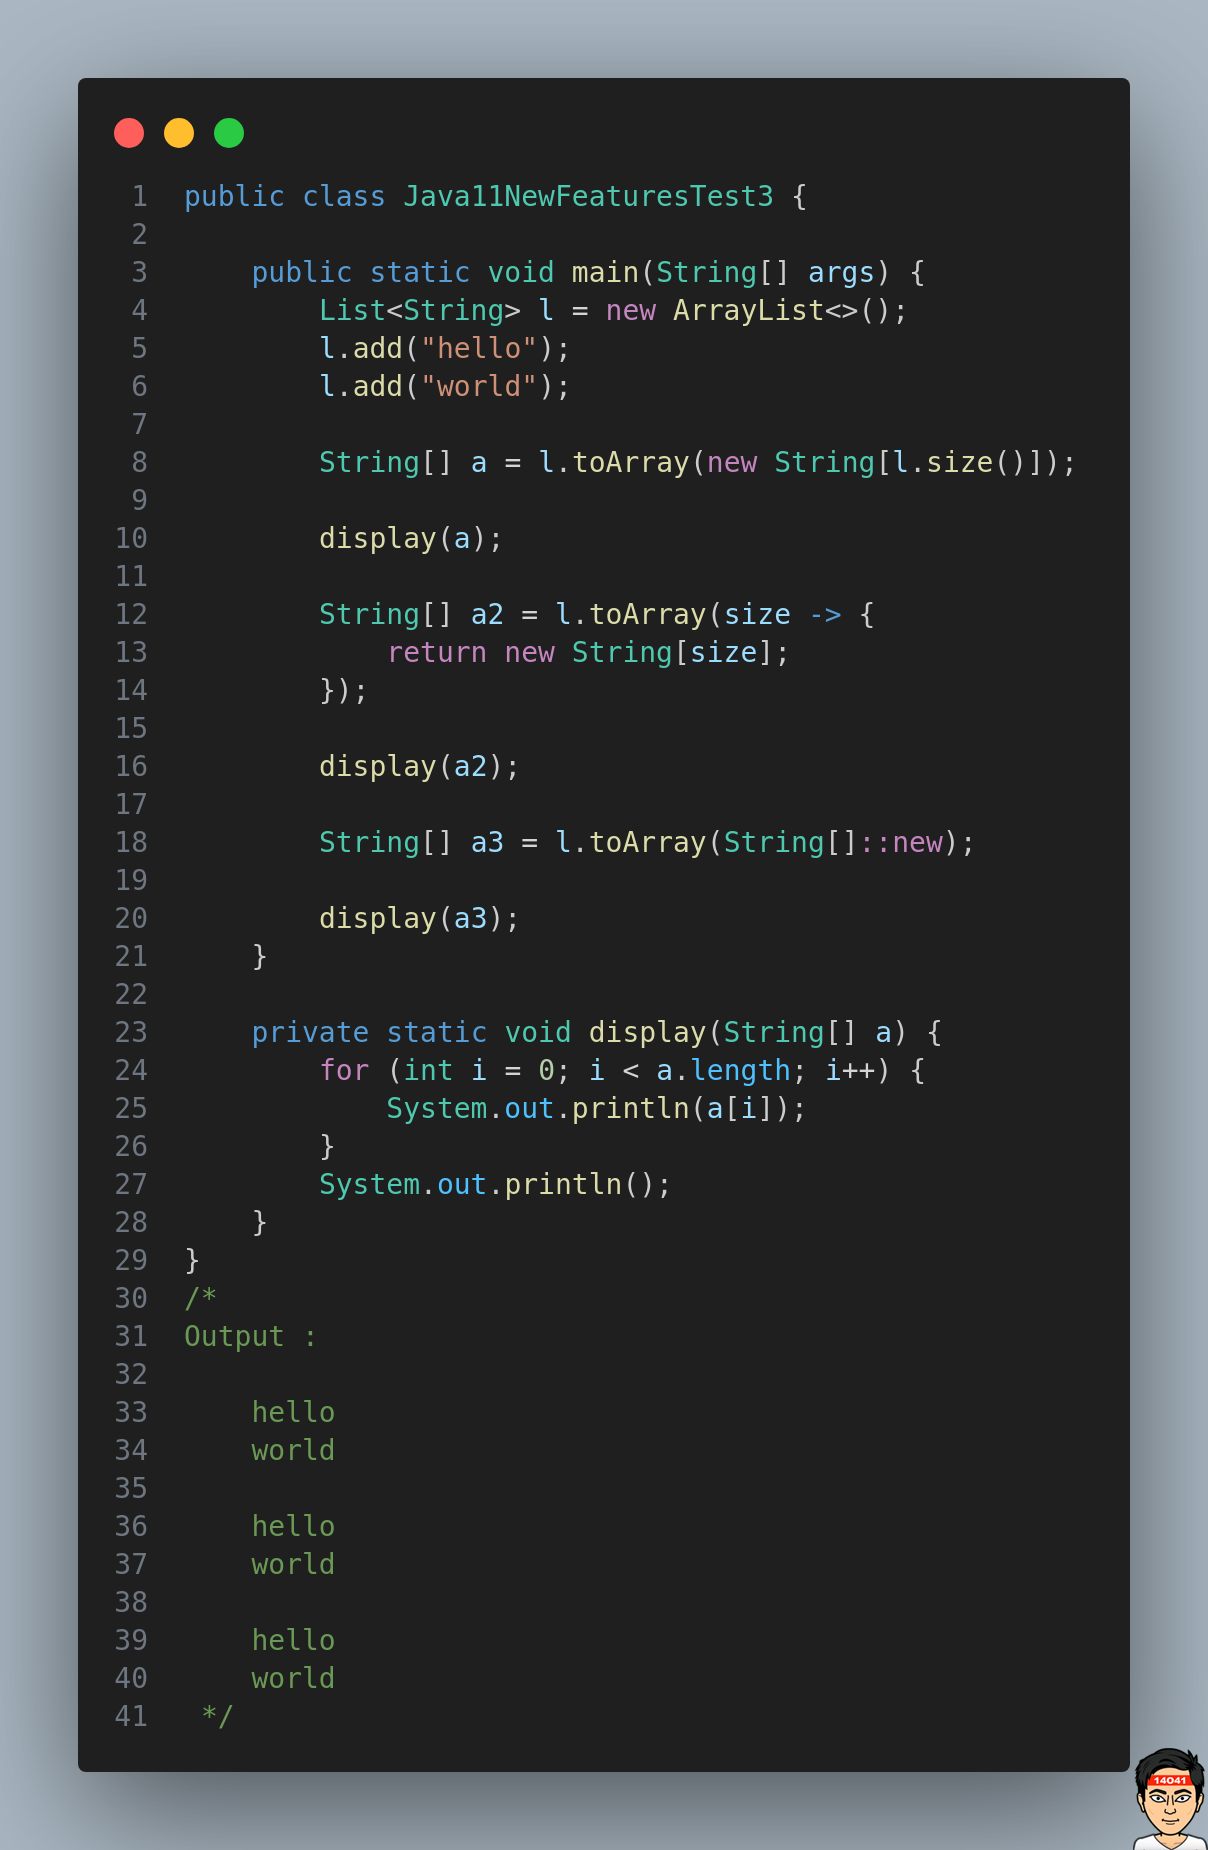 1 public class Java11NewFeaturesTest3 {
2
3     public static void main(String[] args) {
4         List<String> l = new ArrayList<>();
5         l.add("hello");
6         l.add("world");
7
8         String[] a = l.toArray(new String[l.size()]);
9
10         display(a);
11
12         String[] a2 = l.toArray(size -> {
13             return new String[size];
14         });
15
16         display(a2);
17
18         String[] a3 = l.toArray(String[]::new);
19
20         display(a3);
21     }
22
23     private static void display(String[] a) {
24         for (int i = 0; i < a.length; i++) {
25             System.out.println(a[i]);
26         }
27         System.out.println();
28     }
29 }
30 /*
31 Output :
32
33     hello
34     world
35
36     hello
37     world
38
39     hello
40     world
41  */
14041